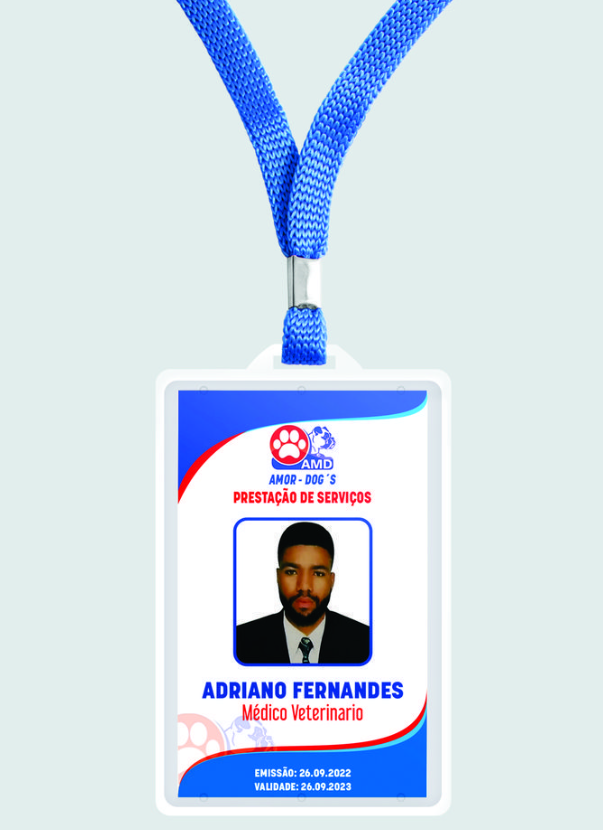 AMD
AMOR - DOG´S
PRESTAÇÃO DE SERVIÇOS
ADRIANO FERNANDES
Médico Veterinario
EMISSÃO: 26.09.2022
VALIDADE: 26.09.2023